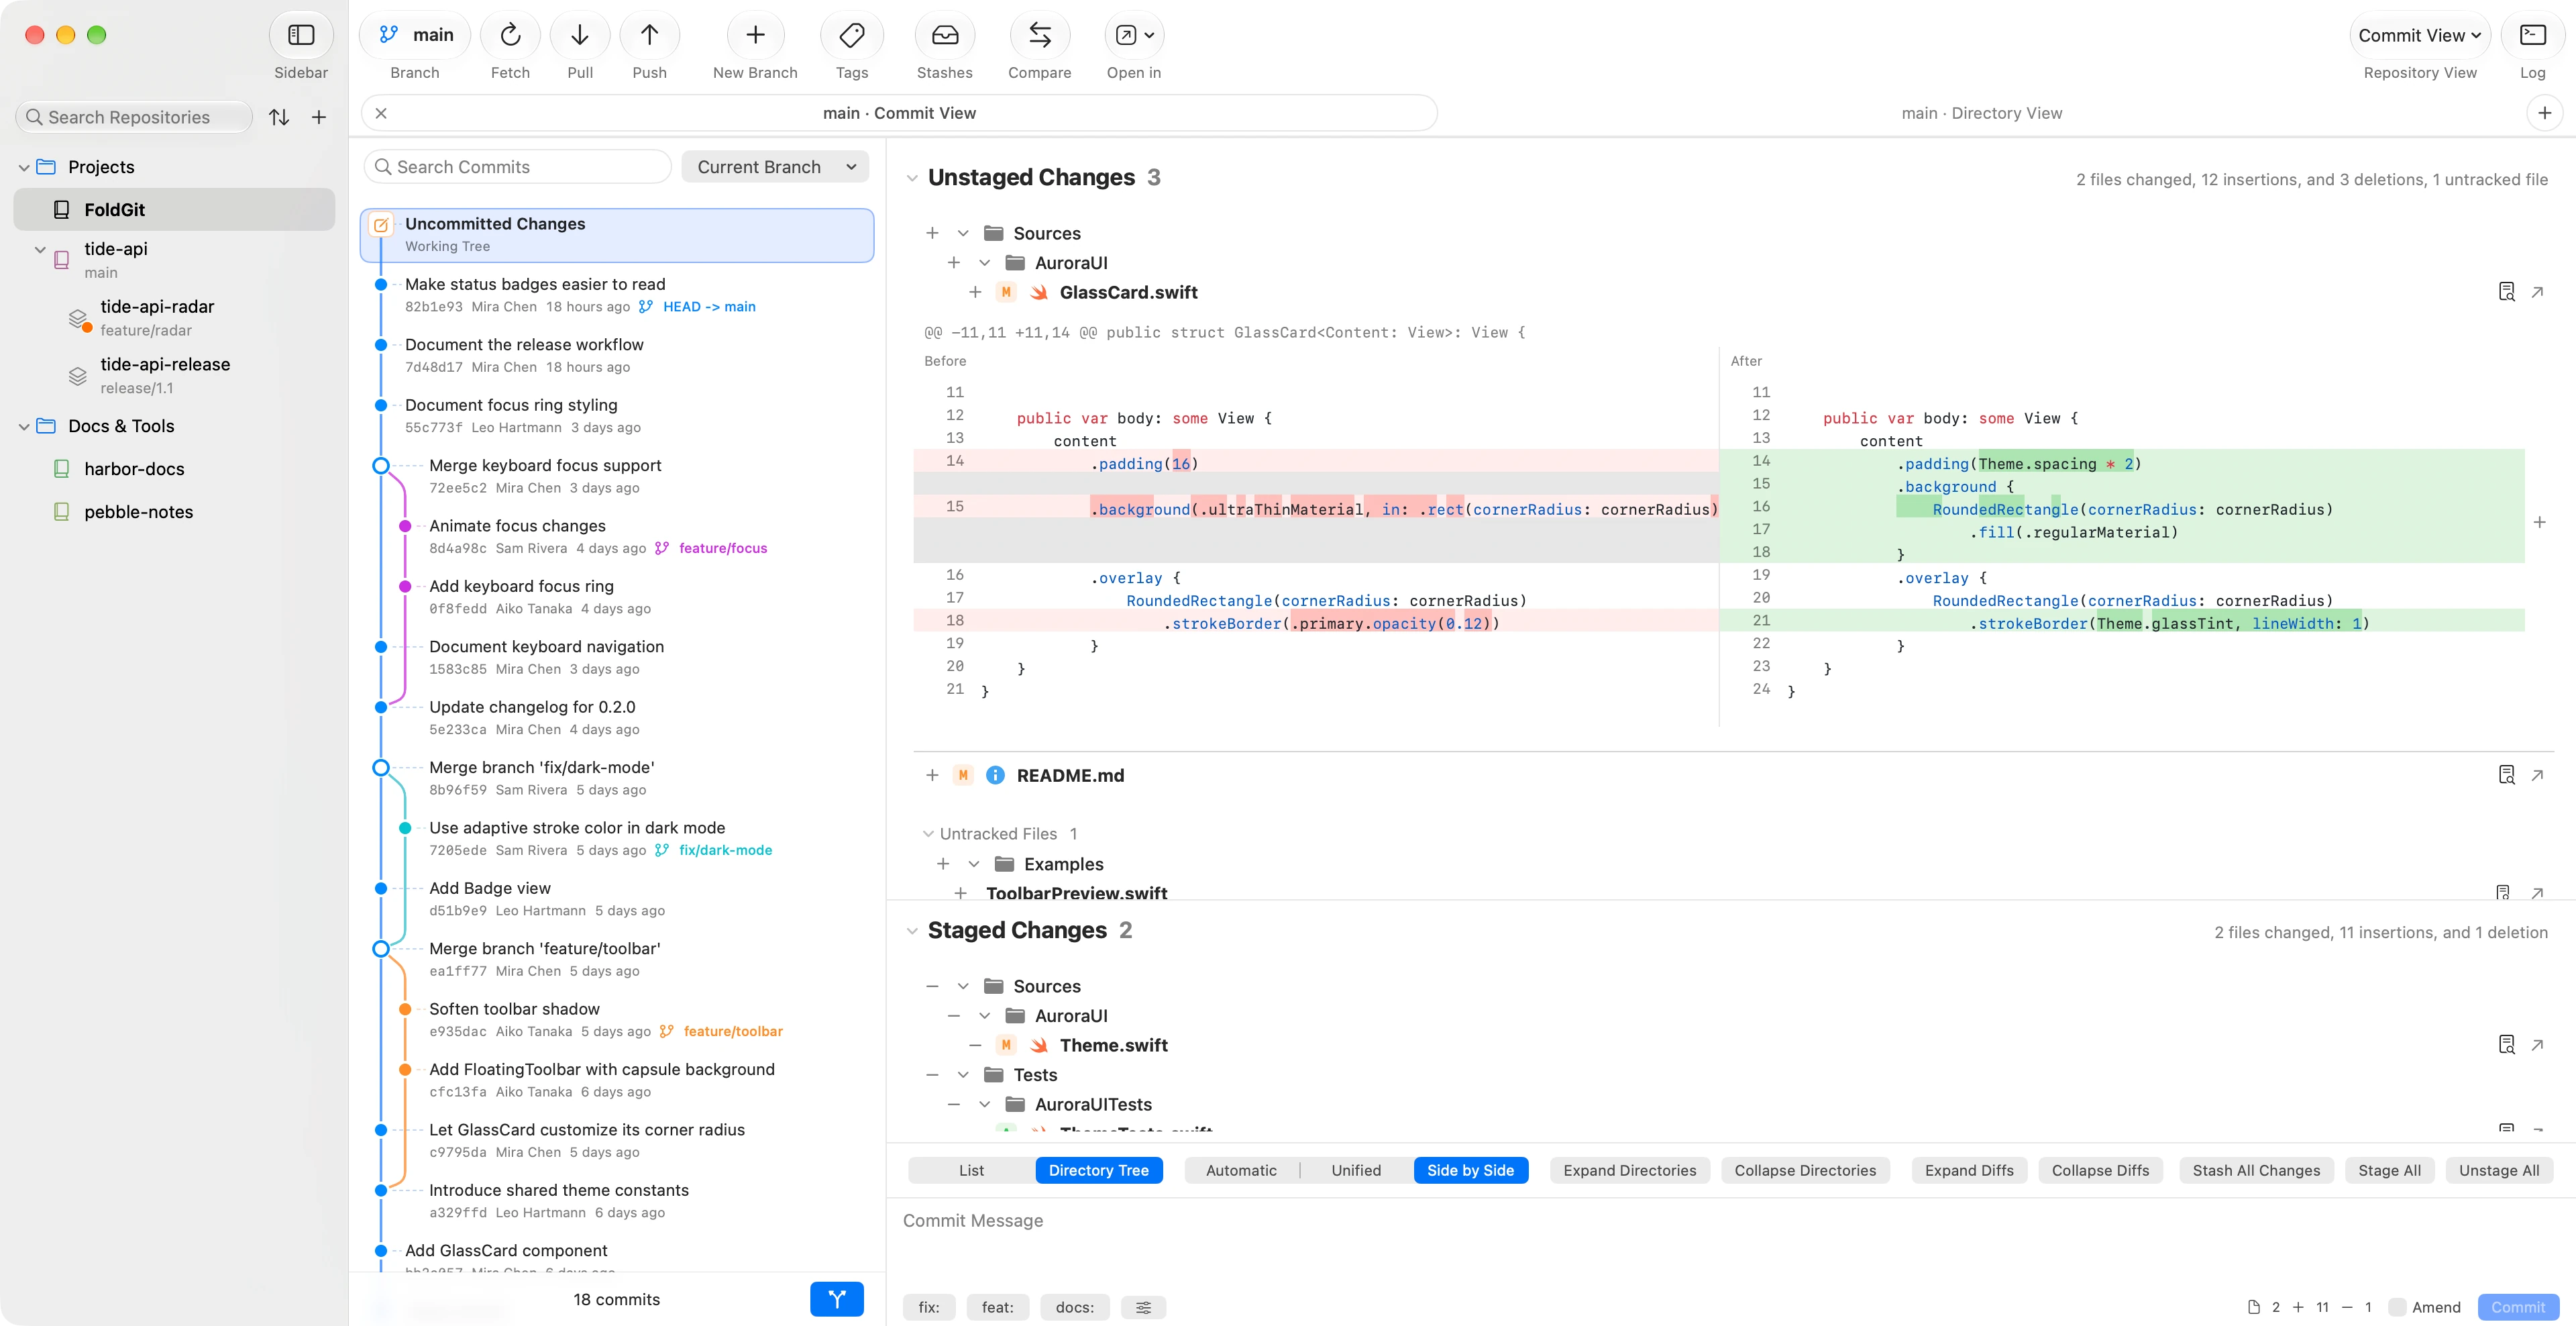 Sidebar
main
Branch
Fetch
Pull
Push
New Branch
Tags
Stashes
Compare
Open in
Commit View
Repository View
Log
Search Repositories
main · Commit View
main · Directory View
Projects
FoldGit
tide-api
main
tide-api-radar
feature/radar
tide-api-release
release/1.1
Docs & Tools
harbor-docs
pebble-notes
Search Commits
Current Branch
Uncommitted Changes
Working Tree
Make status badges easier to read
82b1e93 Mira Chen 18 hours ago HEAD -> main
Document the release workflow
7d48d17 Mira Chen 18 hours ago
Document focus ring styling
55c773f Leo Hartmann 3 days ago
Merge keyboard focus support
72ee5c2 Mira Chen 3 days ago
Animate focus changes
8d4a98c Sam Rivera 4 days ago feature/focus
Add keyboard focus ring
0f8fedd Aiko Tanaka 4 days ago
Document keyboard navigation
1583c85 Mira Chen 3 days ago
Update changelog for 0.2.0
5e233ca Mira Chen 4 days ago
Merge branch 'fix/dark-mode'
8b96f59 Sam Rivera 5 days ago
Use adaptive stroke color in dark mode
7205ede Sam Rivera 5 days ago fix/dark-mode
Add Badge view
d51b9e9 Leo Hartmann 5 days ago
Merge branch 'feature/toolbar'
ea1ff77 Mira Chen 5 days ago
Soften toolbar shadow
e935dac Aiko Tanaka 5 days ago feature/toolbar
Add FloatingToolbar with capsule background
cfc13fa Aiko Tanaka 6 days ago
Let GlassCard customize its corner radius
c9795da Mira Chen 5 days ago
Introduce shared theme constants
a329ffd Leo Hartmann 6 days ago
Add GlassCard component
Mira Chen 6 days ago
18 commits
Unstaged Changes 3
2 files changed, 12 insertions, and 3 deletions, 1 untracked file
Sources
AuroraUI
M GlassCard.swift
@@ -11,11 +11,14 @@ public struct GlassCard<Content: View>: View {
Before
11
12 public var body: some View {
13 content
14 .padding(16)
15 .background(.ultraThinMaterial, in: .rect(cornerRadius: cornerRadius)
16 .overlay {
17 RoundedRectangle(cornerRadius: cornerRadius)
18 .strokeBorder(.primary.opacity(0.12))
19 }
20 }
21 }
After
11
12 public var body: some View {
13 content
14 .padding(Theme.spacing * 2)
15 .background {
16 RoundedRectangle(cornerRadius: cornerRadius)
17 .fill(.regularMaterial)
18 }
19 .overlay {
20 RoundedRectangle(cornerRadius: cornerRadius)
21 .strokeBorder(Theme.glassTint, lineWidth: 1)
22 }
23 }
24 }
M README.md
Untracked Files 1
Examples
ToolbarPreview.swift
Staged Changes 2
2 files changed, 11 insertions, and 1 deletion
Sources
AuroraUI
M Theme.swift
Tests
AuroraUITests
ThemeTests.swift
List
Directory Tree
Automatic
Unified
Side by Side
Expand Directories
Collapse Directories
Expand Diffs
Collapse Diffs
Stash All Changes
Stage All
Unstage All
Commit Message
fix:
feat:
docs:
2 + 11 − 1
Amend
Commit